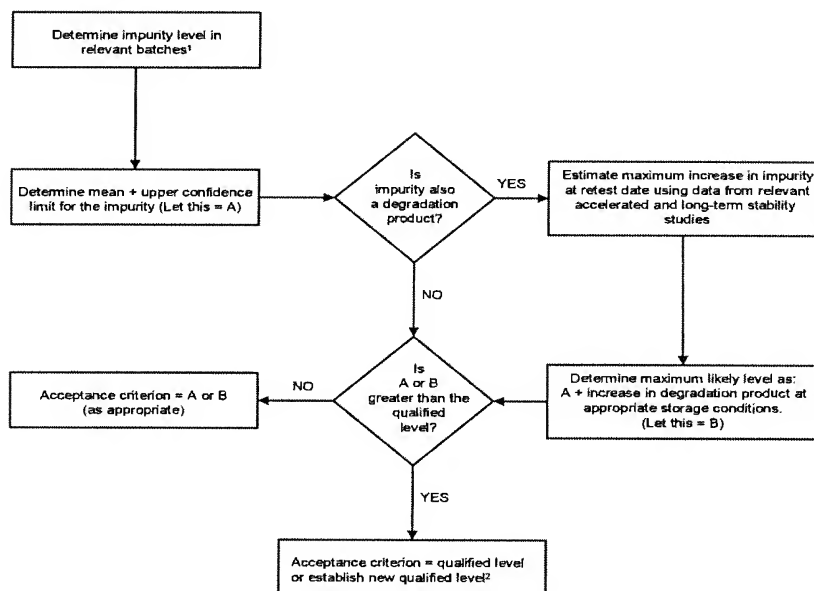 Determine impurity level in
relevant batches¹
Determine mean + upper confidence
limit for the impurity (Let this = A)
Is
impurity also
a degradation
product?
YES
Estimate maximum increase in impurity
at retest date using data from relevant
accelerated and long-term stability
studies
NO
Determine maximum likely level as:
A + increase in degradation product at
appropriate storage conditions.
(Let this = B)
Is
A or B
greater than the
qualified
level?
NO
Acceptance criterion = A or B
(as appropriate)
YES
Acceptance criterion = qualified level
or establish new qualified level²